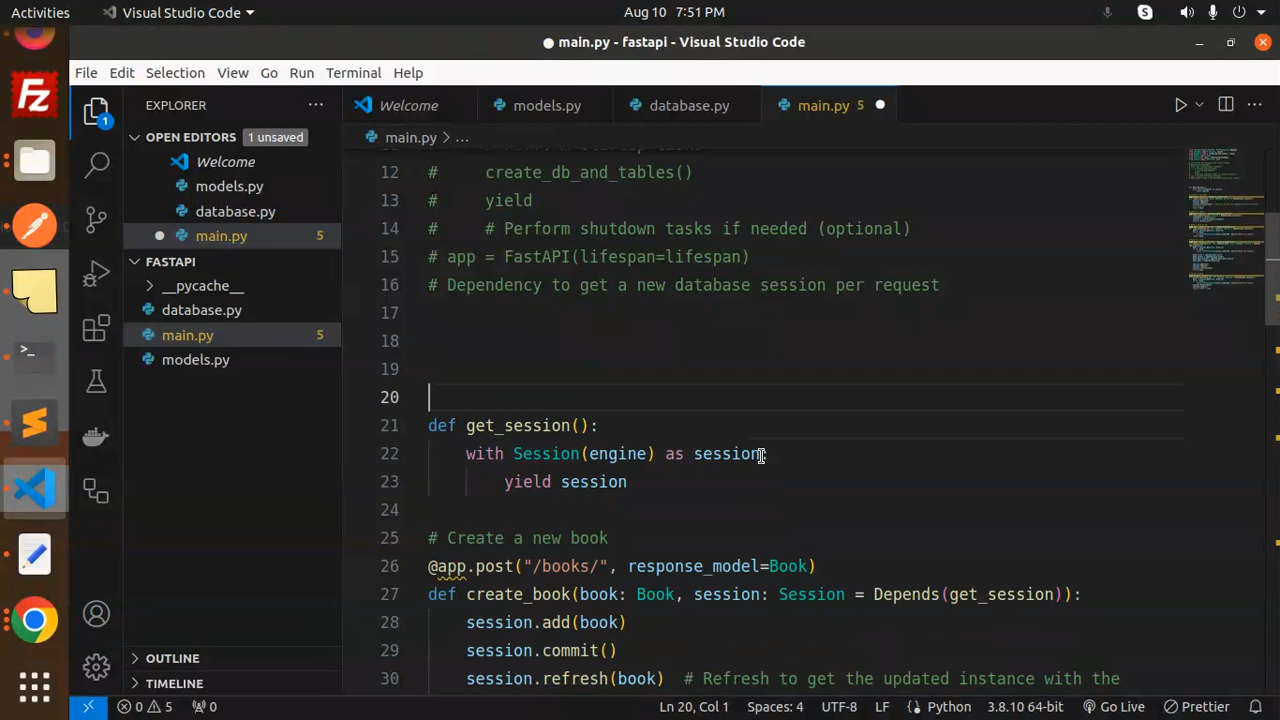 Activities
Visual Studio Code
Aug 10 7:51 PM
main.py - fastapi - Visual Studio Code
File Edit Selection View Go Run Terminal Help
EXPLORER
Welcome
models.py
database.py
main.py 5
main.py
OPEN EDITORS
1 unsaved
Welcome
models.py
database.py
main.py 5
FASTAPI
__pycache__
database.py
main.py 5
models.py
OUTLINE
TIMELINE
12 # create_db_and_tables()
13 # yield
14 # # Perform shutdown tasks if needed (optional)
15 # app = FastAPI(lifespan=lifespan)
16 # Dependency to get a new database session per request
17
18
19
20
21 def get_session():
22 with Session(engine) as session:
23 yield session
24
25 # Create a new book
26 @app.post("/books/", response_model=Book)
27 def create_book(book: Book, session: Session = Depends(get_session)):
28 session.add(book)
29 session.commit()
30 session.refresh(book) # Refresh to get the updated instance with the
0 5
0
Ln 20, Col 1
Spaces: 4
UTF-8
LF
Python
3.8.10 64-bit
Go Live
Prettier